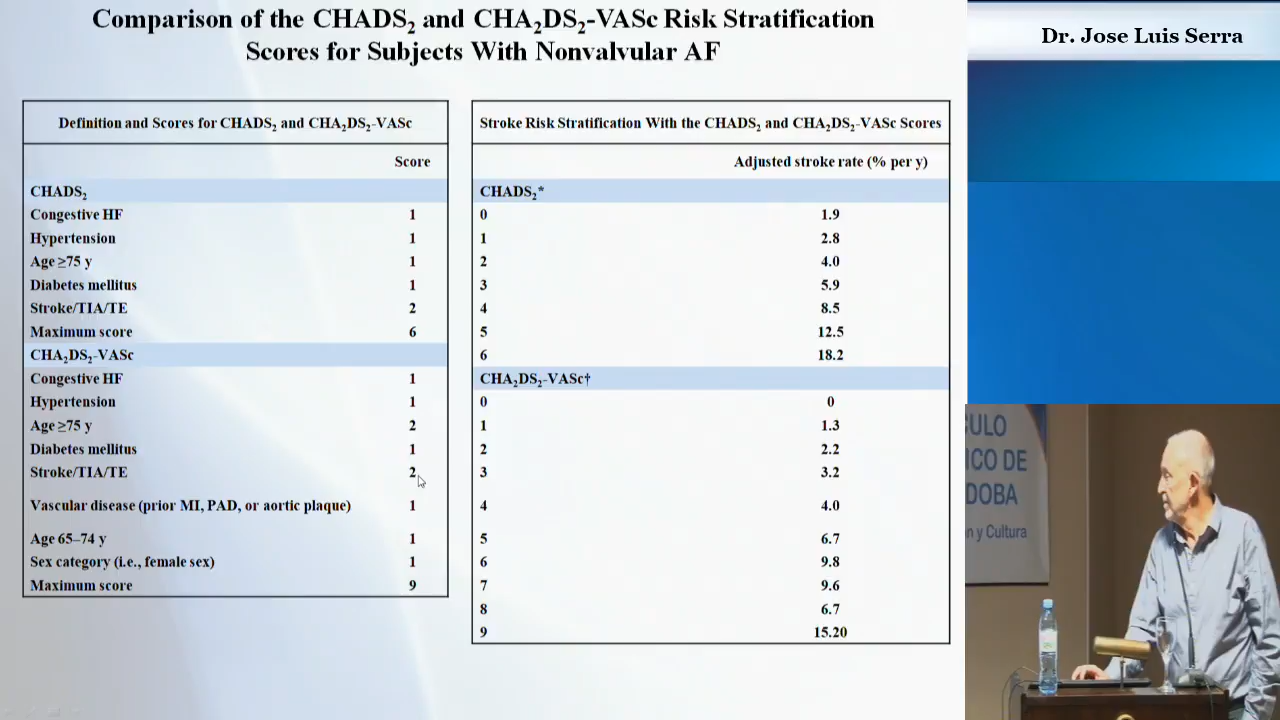 Comparison of the CHADS₂ and CHA₂DS₂-VASc Risk Stratification
Scores for Subjects With Nonvalvular AF
Definition and Scores for CHADS₂ and CHA₂DS₂-VASc
Score
CHADS₂
Congestive HF 1
Hypertension 1
Age ≥75 y 1
Diabetes mellitus 1
Stroke/TIA/TE 2
Maximum score 6
CHA₂DS₂-VASc
Congestive HF 1
Hypertension 1
Age ≥75 y 2
Diabetes mellitus 1
Stroke/TIA/TE 2
Vascular disease (prior MI, PAD, or aortic plaque) 1
Age 65–74 y 1
Sex category (i.e., female sex) 1
Maximum score 9
Stroke Risk Stratification With the CHADS₂ and CHA₂DS₂-VASc Scores
Adjusted stroke rate (% per y)
CHADS₂*
0 1.9
1 2.8
2 4.0
3 5.9
4 8.5
5 12.5
6 18.2
CHA₂DS₂-VASc†
0 0
1 1.3
2 2.2
3 3.2
4 4.0
5 6.7
6 9.8
7 9.6
8 6.7
9 15.20
Dr. Jose Luis Serra
CULO
ICO DE
DOBA
n y Cultura